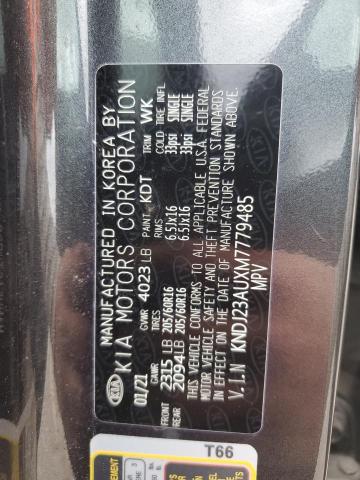 MANUFACTURED IN KOREA BY
KIA MOTORS CORPORATION
01/21 GVWR 4023 LB PAINT KDT TRIM WK
GAWR TIRES RIMS COLD TIRE INFL
FRONT 2315 LB 205/60R16 6.5Jx16 33psi SINGLE
REAR 2094 LB 205/60R16 6.5Jx16 33psi SINGLE
THIS VEHICLE CONFORMS TO ALL APPLICABLE U.S.A. FEDERAL
MOTOR VEHICLE SAFETY AND THEFT PREVENTION STANDARDS
IN EFFECT ON THE DATE OF MANUFACTURE SHOWN ABOVE.
V.I.N KNDJ23AUXM7779485
MPV
KIA
T66